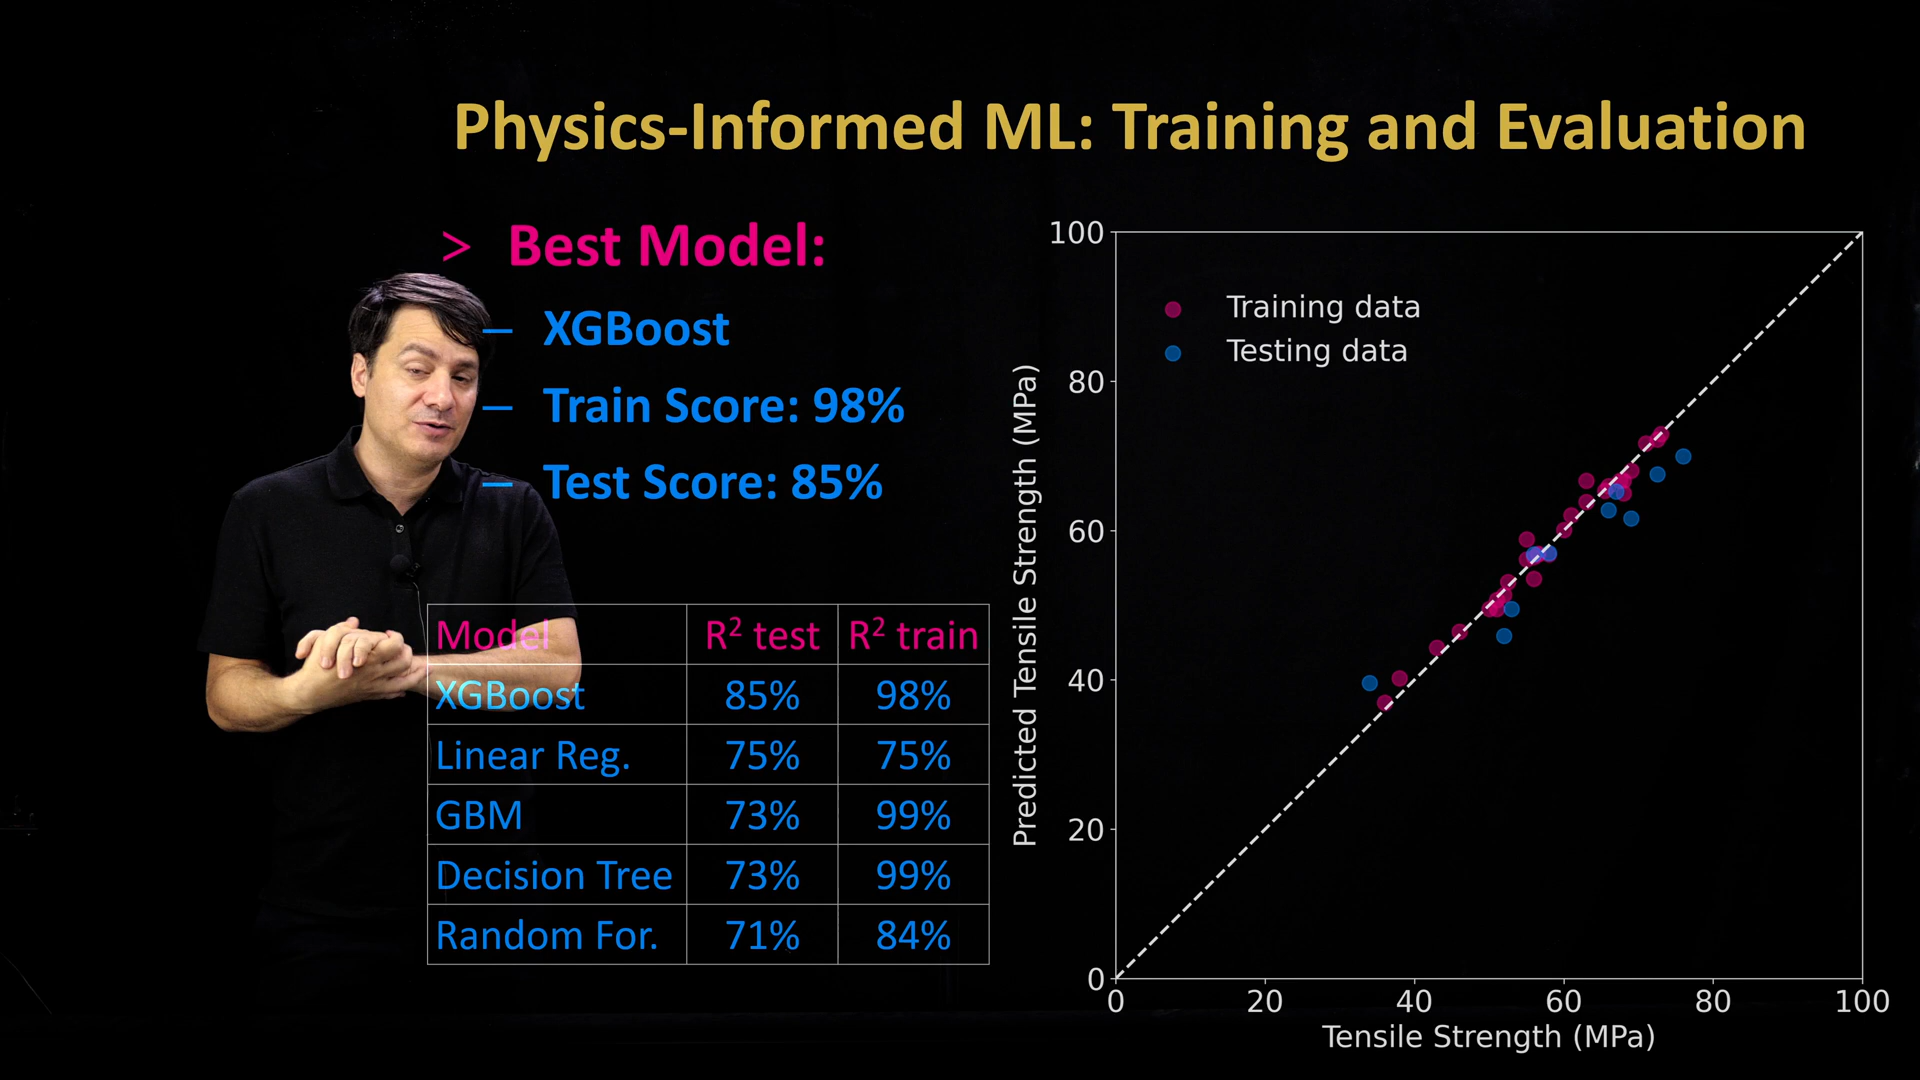 Physics-Informed ML: Training and Evaluation
> Best Model:
– XGBoost
– Train Score: 98%
– Test Score: 85%
Model R² test R² train
XGBoost 85% 98%
Linear Reg. 75% 75%
GBM 73% 99%
Decision Tree 73% 99%
Random For. 71% 84%
Training data
Testing data
Predicted Tensile Strength (MPa)
100
80
60
40
20
0
0 20 40 60 80 100
Tensile Strength (MPa)